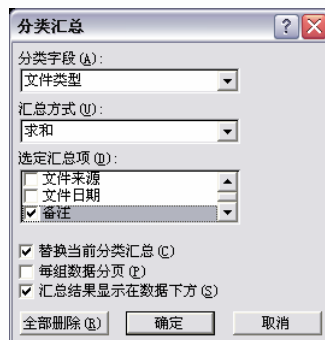 分类汇总
分类字段(A):
文件类型
汇总方式(U):
求和
选定汇总项(D):
文件来源
文件日期
备注
替换当前分类汇总(C)
每组数据分页(P)
汇总结果显示在数据下方(S)
全部删除(R) 确定 取消